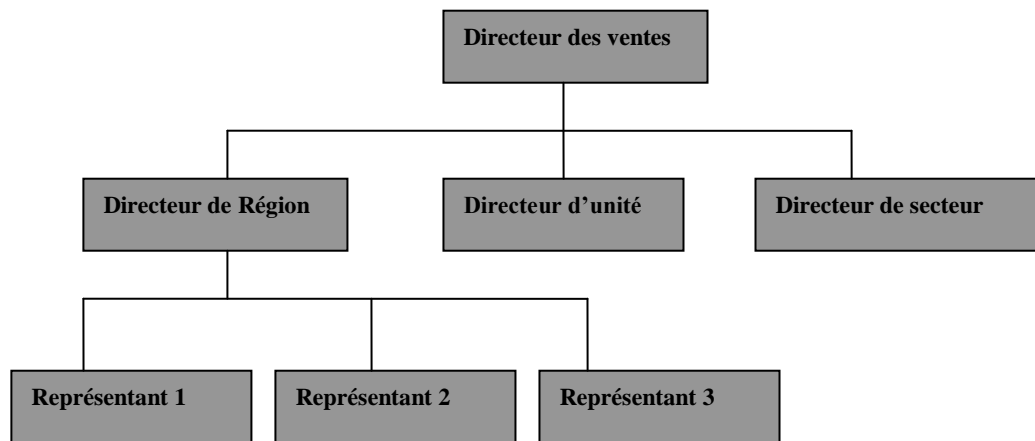 Directeur des ventes
Directeur de Région
Directeur d’unité
Directeur de secteur
Représentant 1
Représentant 2
Représentant 3